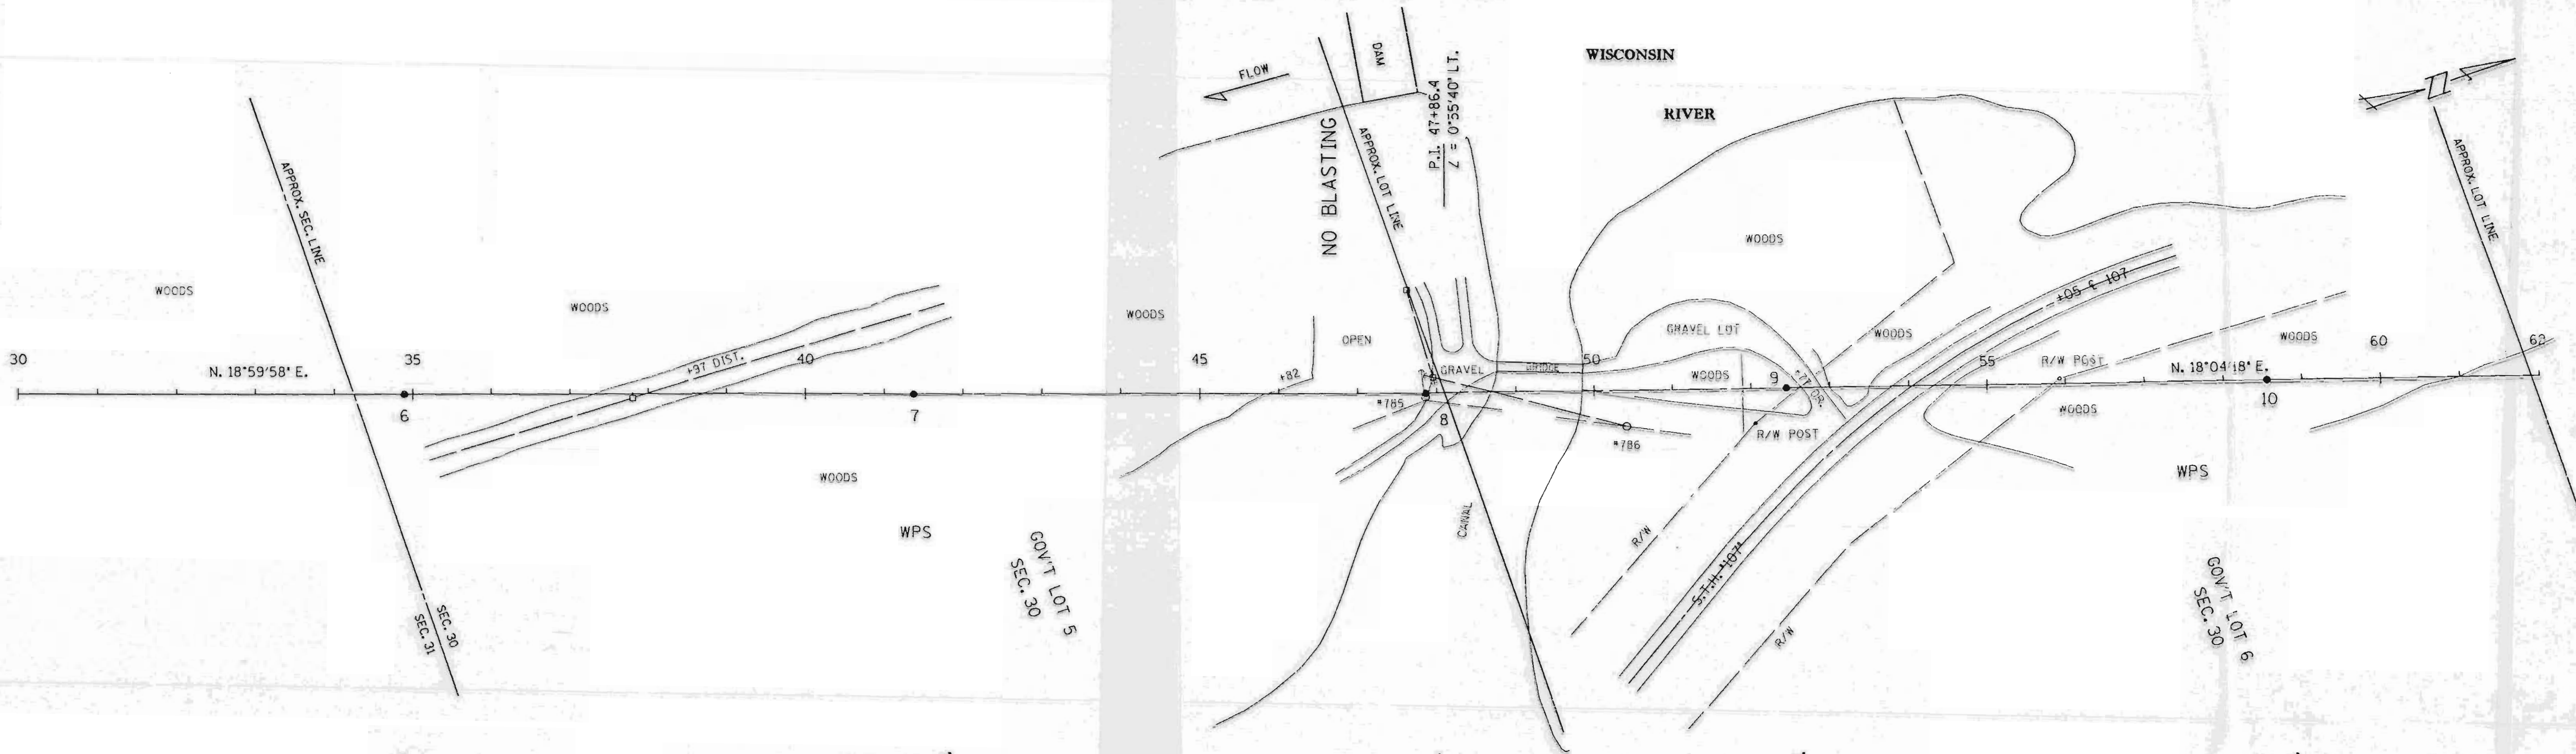 WISCONSIN
RIVER
FLOW
DAM
P.I. 47+86.4
∠ = 0°55'40" LT.
NO BLASTING
APPROX. LOT LINE
APPROX. SEC. LINE
APPROX. LOT LINE
WOODS
WOODS
WOODS
WOODS
OPEN
GRAVEL LOT
WOODS
WOODS
+05 ℄ 107
30
N. 18°59'58" E.
35
+97 DIST.
40
45
+82
GRAVEL
BRIDGE
50
WOODS
9
55
R/W POST
N. 18°04'18" E.
60
62
6
7
#785
8
#786
R/W POST
WOODS
10
WOODS
WPS
WPS
CANAL
R/W
S.T.H. "107"
R/W
GOV'T LOT 5
SEC. 30
GOV'T LOT 6
SEC. 30
SEC. 30
SEC. 31